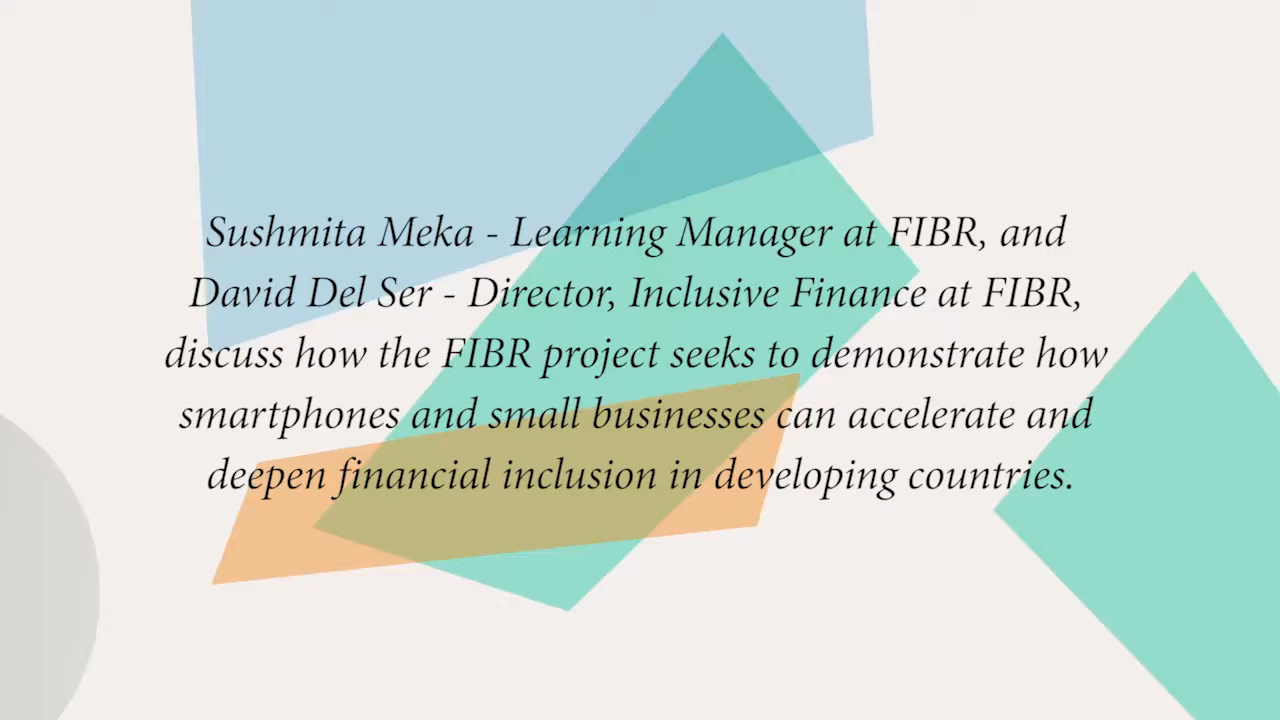 Sushmita Meka - Learning Manager at FIBR, and
David Del Ser - Director, Inclusive Finance at FIBR,
discuss how the FIBR project seeks to demonstrate how
smartphones and small businesses can accelerate and
deepen financial inclusion in developing countries.